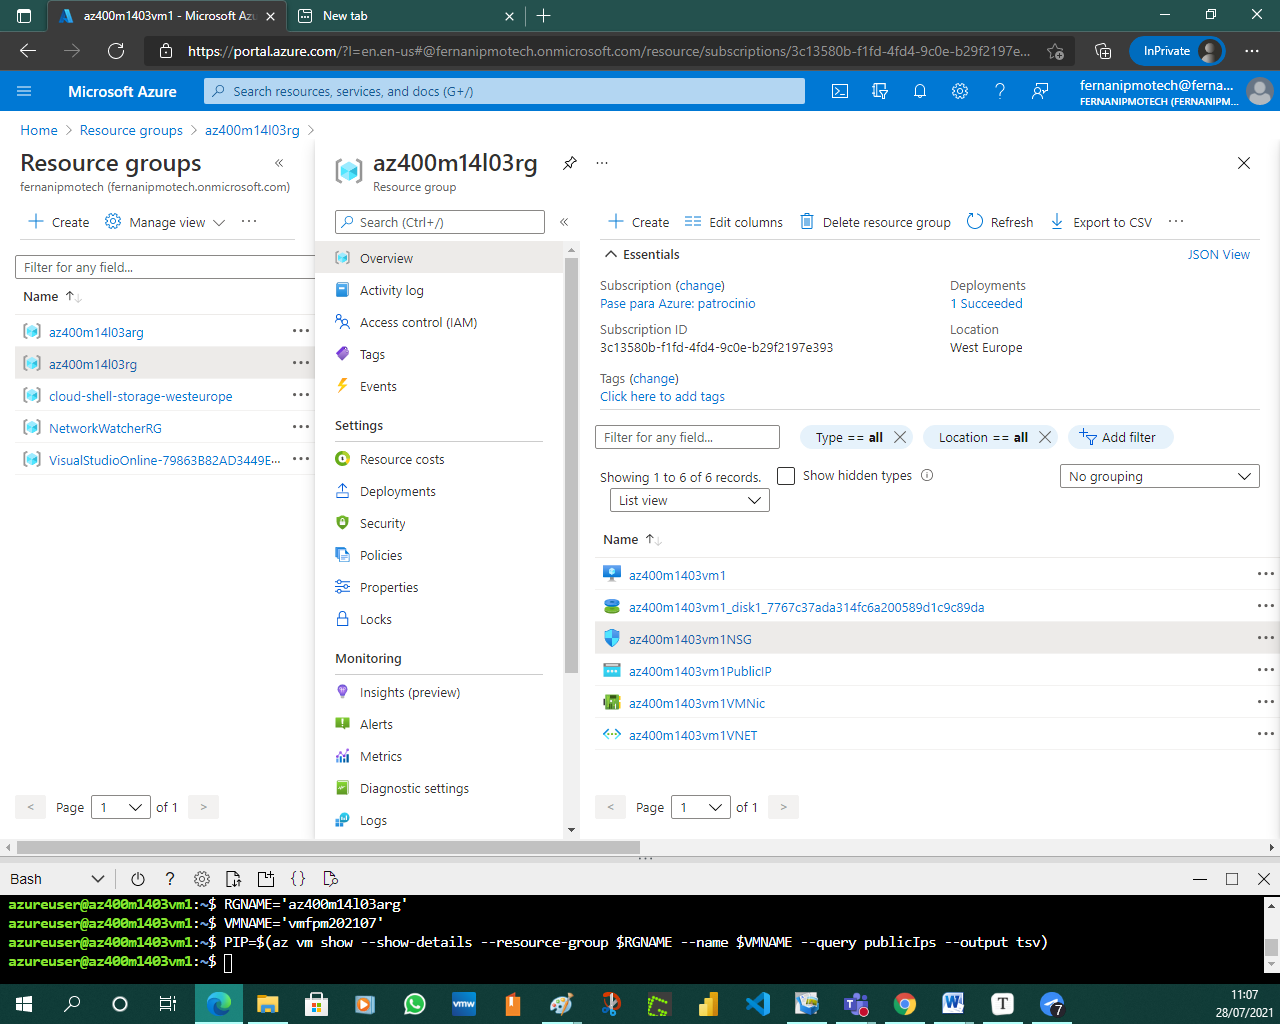 az400m1403vm1 - Microsoft Azu
New tab
https://portal.azure.com/?l=en.en-us#@fernanipmotech.onmicrosoft.com/resource/subscriptions/3c13580b-f1fd-4fd4-9c0e-b29f2197e...
InPrivate
Microsoft Azure
Search resources, services, and docs (G+/)
fernanipmotech@ferna...
FERNANIPMOTECH (FERNANIPM...
Home > Resource groups > az400m14l03rg >
Resource groups
fernanipmotech (fernanipmotech.onmicrosoft.com)
Create
Manage view
Filter for any field...
Name
az400m14l03arg
az400m14l03rg
cloud-shell-storage-westeurope
NetworkWatcherRG
VisualStudioOnline-79863B82AD3449E...
< Page 1 of 1 >
az400m14l03rg
Resource group
Search (Ctrl+/)
Overview
Activity log
Access control (IAM)
Tags
Events
Settings
Resource costs
Deployments
Security
Policies
Properties
Locks
Monitoring
Insights (preview)
Alerts
Metrics
Diagnostic settings
Logs
Create
Edit columns
Delete resource group
Refresh
Export to CSV
Essentials
JSON View
Subscription (change)
Pase para Azure: patrocinio
Subscription ID
3c13580b-f1fd-4fd4-9c0e-b29f2197e393
Deployments
1 Succeeded
Location
West Europe
Tags (change)
Click here to add tags
Filter for any field...
Type == all
Location == all
Add filter
Showing 1 to 6 of 6 records.
Show hidden types
No grouping
List view
Name
az400m1403vm1
az400m1403vm1_disk1_7767c37ada314fc6a200589d1c9c89da
az400m1403vm1NSG
az400m1403vm1PublicIP
az400m1403vm1VMNic
az400m1403vm1VNET
< Page 1 of 1 >
Bash
azureuser@az400m1403vm1:~$ RGNAME='az400m14l03arg'
azureuser@az400m1403vm1:~$ VMNAME='vmfpm202107'
azureuser@az400m1403vm1:~$ PIP=$(az vm show --show-details --resource-group $RGNAME --name $VMNAME --query publicIps --output tsv)
azureuser@az400m1403vm1:~$
vmw
W
T
7
11:07
28/07/2021